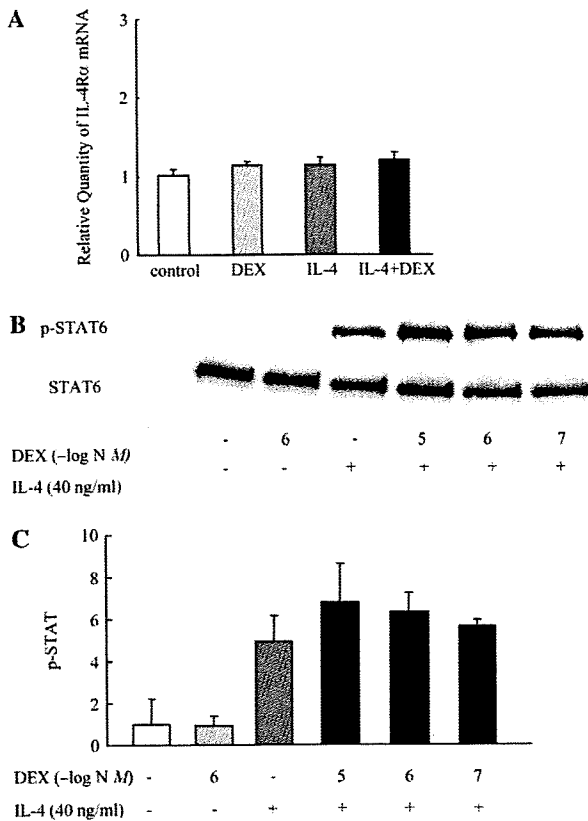 A
Relative Quantity of IL-4Rα mRNA
3
2
1
0
control DEX IL-4 IL-4+DEX
B
p-STAT6
STAT6
DEX (–log N M) - 6 - 5 6 7
IL-4 (40 ng/ml) - - + + + +
C
p-STAT
10
8
6
4
2
0
DEX (–log N M) - 6 - 5 6 7
IL-4 (40 ng/ml) - - + + + +